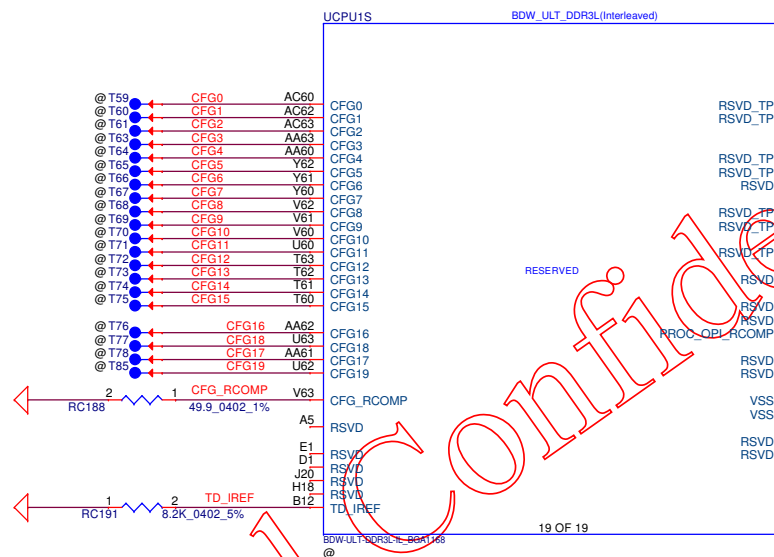 UCPU1S
BDW_ULT_DDR3L(Interleaved)
@ T59 CFG0 AC60 CFG0 RSVD_TP
@ T60 CFG1 AC62 CFG1 RSVD_TP
@ T61 CFG2 AC63 CFG2
@ T63 CFG3 AA63 CFG3
@ T64 CFG4 AA60 CFG4 RSVD_TP
@ T65 CFG5 Y62 CFG5 RSVD_TP
@ T66 CFG6 Y61 CFG6 RSVD
@ T67 CFG7 Y60 CFG7
@ T68 CFG8 V62 CFG8 RSVD_TP
@ T69 CFG9 V61 CFG9 RSVD_TP
@ T70 CFG10 V60 CFG10
@ T71 CFG11 U60 CFG11 RSVD_TP
@ T72 CFG12 T63 CFG12
@ T73 CFG13 T62 CFG13 RSVD
@ T74 CFG14 T61 CFG14
@ T75 CFG15 T60 CFG15 RSVD
RESERVED
RSVD
@ T76 CFG16 AA62 CFG16 PROC_OPI_RCOMP
@ T77 CFG18 U63 CFG18
@ T78 CFG17 AA61 CFG17 RSVD
@ T85 CFG19 U62 CFG19 RSVD
2 1 CFG_RCOMP V63 CFG_RCOMP VSS
RC188 49.9_0402_1%
VSS
A5 RSVD
RSVD
E1 RSVD RSVD
D1 RSVD
J20 RSVD
H18 RSVD
1 2 TD_IREF B12 TD_IREF
RC191 8.2K_0402_5%
19 OF 19
BDW-ULT-DDR3L-IL_BGA1168
@
Confide